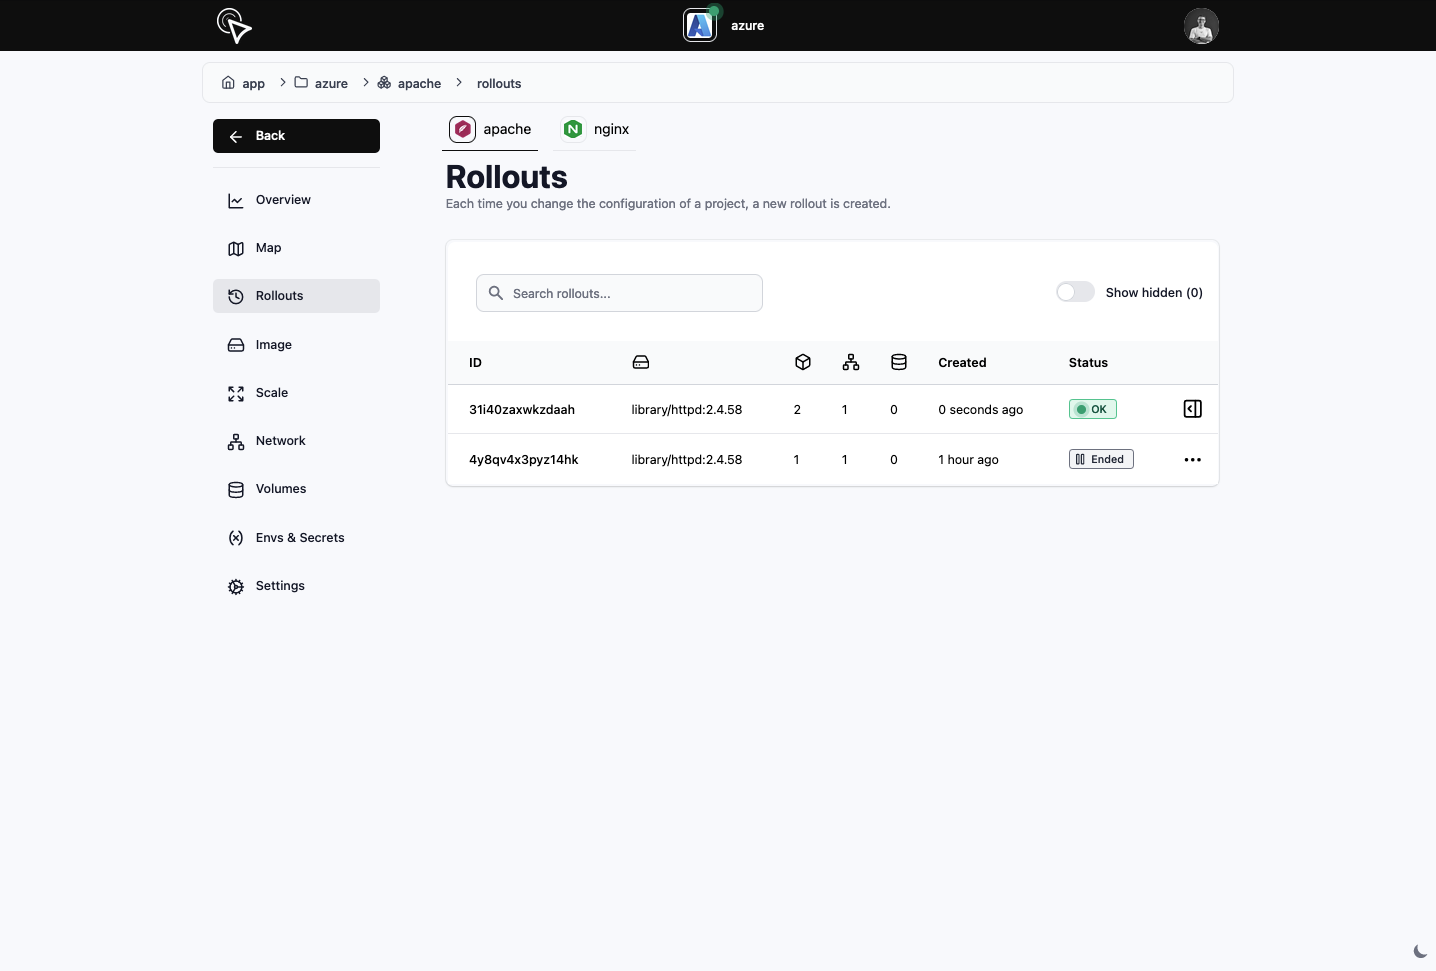 azure
app
azure
apache
rollouts
Back
apache
nginx
Rollouts
Each time you change the configuration of a project, a new rollout is created.
Overview
Map
Rollouts
Image
Scale
Network
Volumes
Envs & Secrets
Settings
Search rollouts...
Show hidden (0)
ID Created Status
31i40zaxwkzdaah library/httpd:2.4.58 2 1 0 0 seconds ago OK
4y8qv4x3pyz14hk library/httpd:2.4.58 1 1 0 1 hour ago Ended